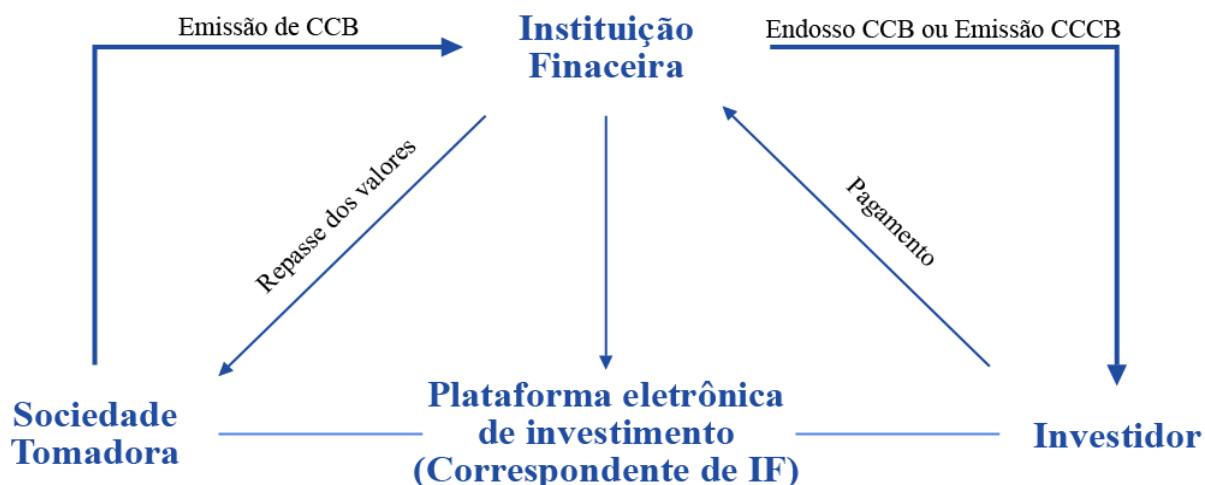 Emissão de CCB
Instituição
Finaceira
Endosso CCB ou Emissão CCCB
Repasse dos valores
Pagamento
Sociedade
Tomadora
Plataforma eletrônica
de investimento
(Correspondente de IF)
Investidor